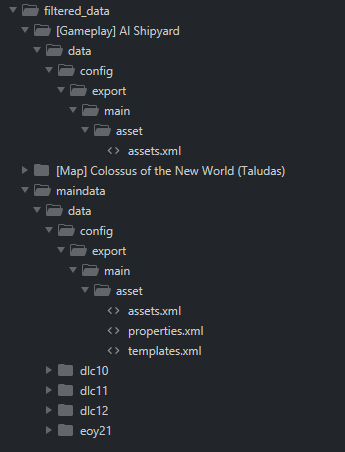 filtered_data
[Gameplay] AI Shipyard
data
config
export
main
asset
assets.xml
[Map] Colossus of the New World (Taludas)
maindata
data
config
export
main
asset
assets.xml
properties.xml
templates.xml
dlc10
dlc11
dlc12
eoy21